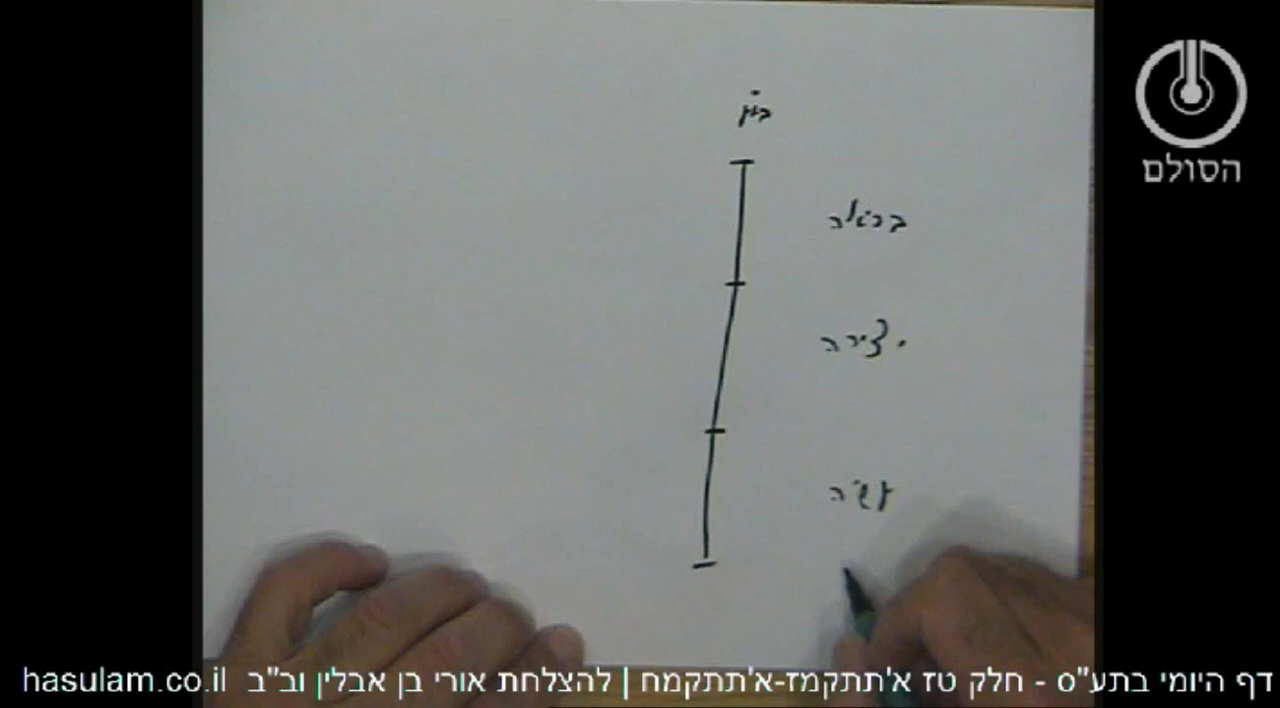 ב"ן
בריאה
יצירה
עשיה
הסולם
דף היומי בתע"ס - חלק טז א'תתקמז-א'תתקמח | להצלחת אורי בן אבלין וב"ב hasulam.co.il